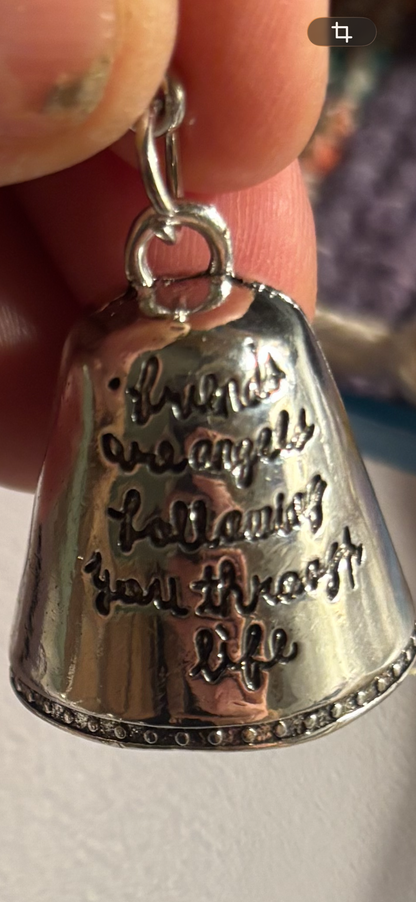 friends
are angels
following
you through
life